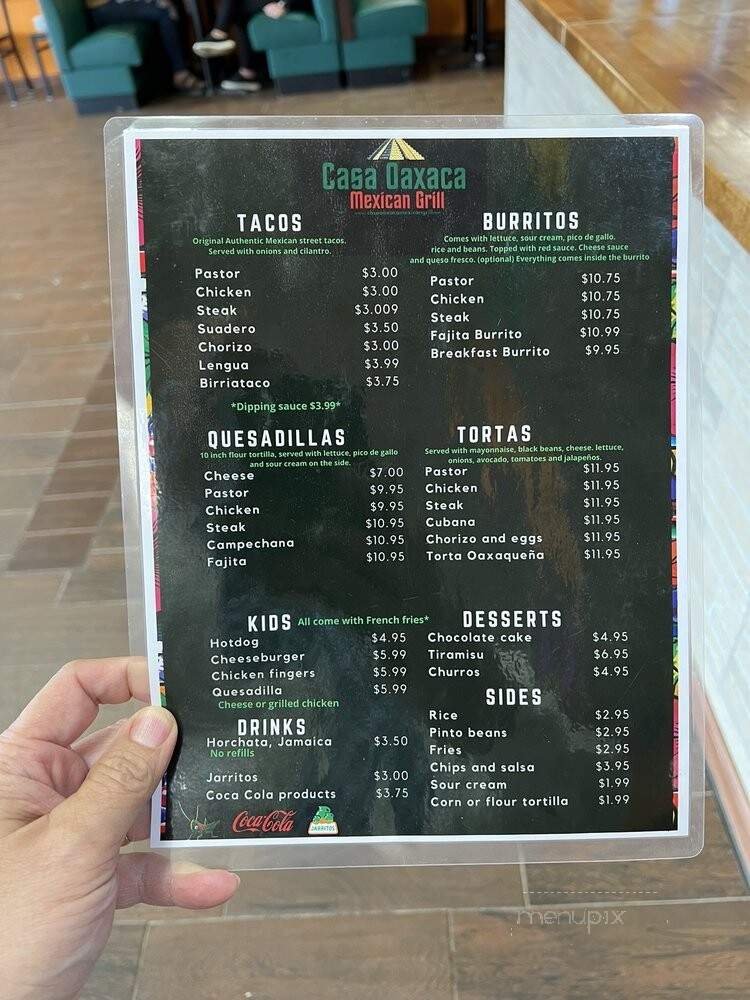 Casa Oaxaca
Mexican Grill
TACOS
Original Authentic Mexican street tacos.
Served with onions and cilantro.
Pastor $3.00
Chicken $3.00
Steak $3.009
Suadero $3.50
Chorizo $3.00
Lengua $3.99
Birriataco $3.75
*Dipping sauce $3.99*
BURRITOS
Comes with lettuce, sour cream, pico de gallo.
rice and beans. Topped with red sauce. Cheese sauce
and queso fresco. (optional) Everything comes inside the burrito
Pastor $10.75
Chicken $10.75
Steak $10.75
Fajita Burrito $10.99
Breakfast Burrito $9.95
QUESADILLAS
10 inch flour tortilla, served with lettuce, pico de gallo
and sour cream on the side.
Cheese $7.00
Pastor $9.95
Chicken $9.95
Steak $10.95
Campechana $10.95
Fajita $10.95
TORTAS
Served with mayonnaise, black beans, cheese. lettuce,
onions, avocado, tomatoes and jalapeños.
Pastor $11.95
Chicken $11.95
Steak $11.95
Cubana $11.95
Chorizo and eggs $11.95
Torta Oaxaqueña $11.95
KIDS All come with French fries*
Hotdog $4.95
Cheeseburger $5.99
Chicken fingers $5.99
Quesadilla $5.99
Cheese or grilled chicken
DRINKS
Horchata, Jamaica $3.50
No refills
Jarritos $3.00
Coca Cola products $3.75
Coca-Cola
JARRITOS
DESSERTS
Chocolate cake $4.95
Tiramisu $6.95
Churros $4.95
SIDES
Rice $2.95
Pinto beans $2.95
Fries $2.95
Chips and salsa $3.95
Sour cream $1.99
Corn or flour tortilla $1.99
menupix